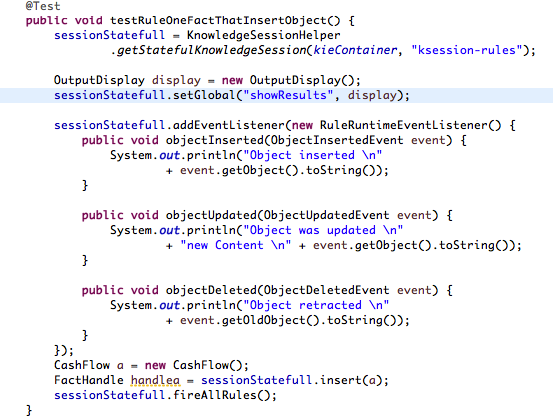 @Test
public void testRuleOneFactThatInsertObject() {
sessionStatefull = KnowledgeSessionHelper
.getStatefulKnowledgeSession(kieContainer, "ksession-rules");
OutputDisplay display = new OutputDisplay();
sessionStatefull.setGlobal("showResults", display);
sessionStatefull.addEventListener(new RuleRuntimeEventListener() {
public void objectInserted(ObjectInsertedEvent event) {
System.out.println("Object inserted \n"
+ event.getObject().toString());
}
public void objectUpdated(ObjectUpdatedEvent event) {
System.out.println("Object was updated \n"
+ "new Content \n" + event.getObject().toString());
}
public void objectDeleted(ObjectDeletedEvent event) {
System.out.println("Object retracted \n"
+ event.getOldObject().toString());
}
});
CashFlow a = new CashFlow();
FactHandle handlea = sessionStatefull.insert(a);
sessionStatefull.fireAllRules();
}